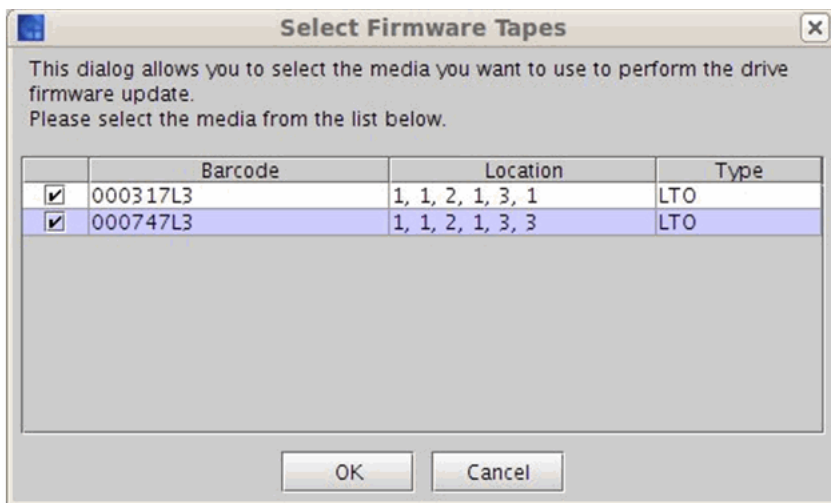 Select Firmware Tapes
This dialog allows you to select the media you want to use to perform the drive
firmware update.
Please select the media from the list below.
Barcode Location Type
000317L3 1, 1, 2, 1, 3, 1 LTO
000747L3 1, 1, 2, 1, 3, 3 LTO
OK Cancel